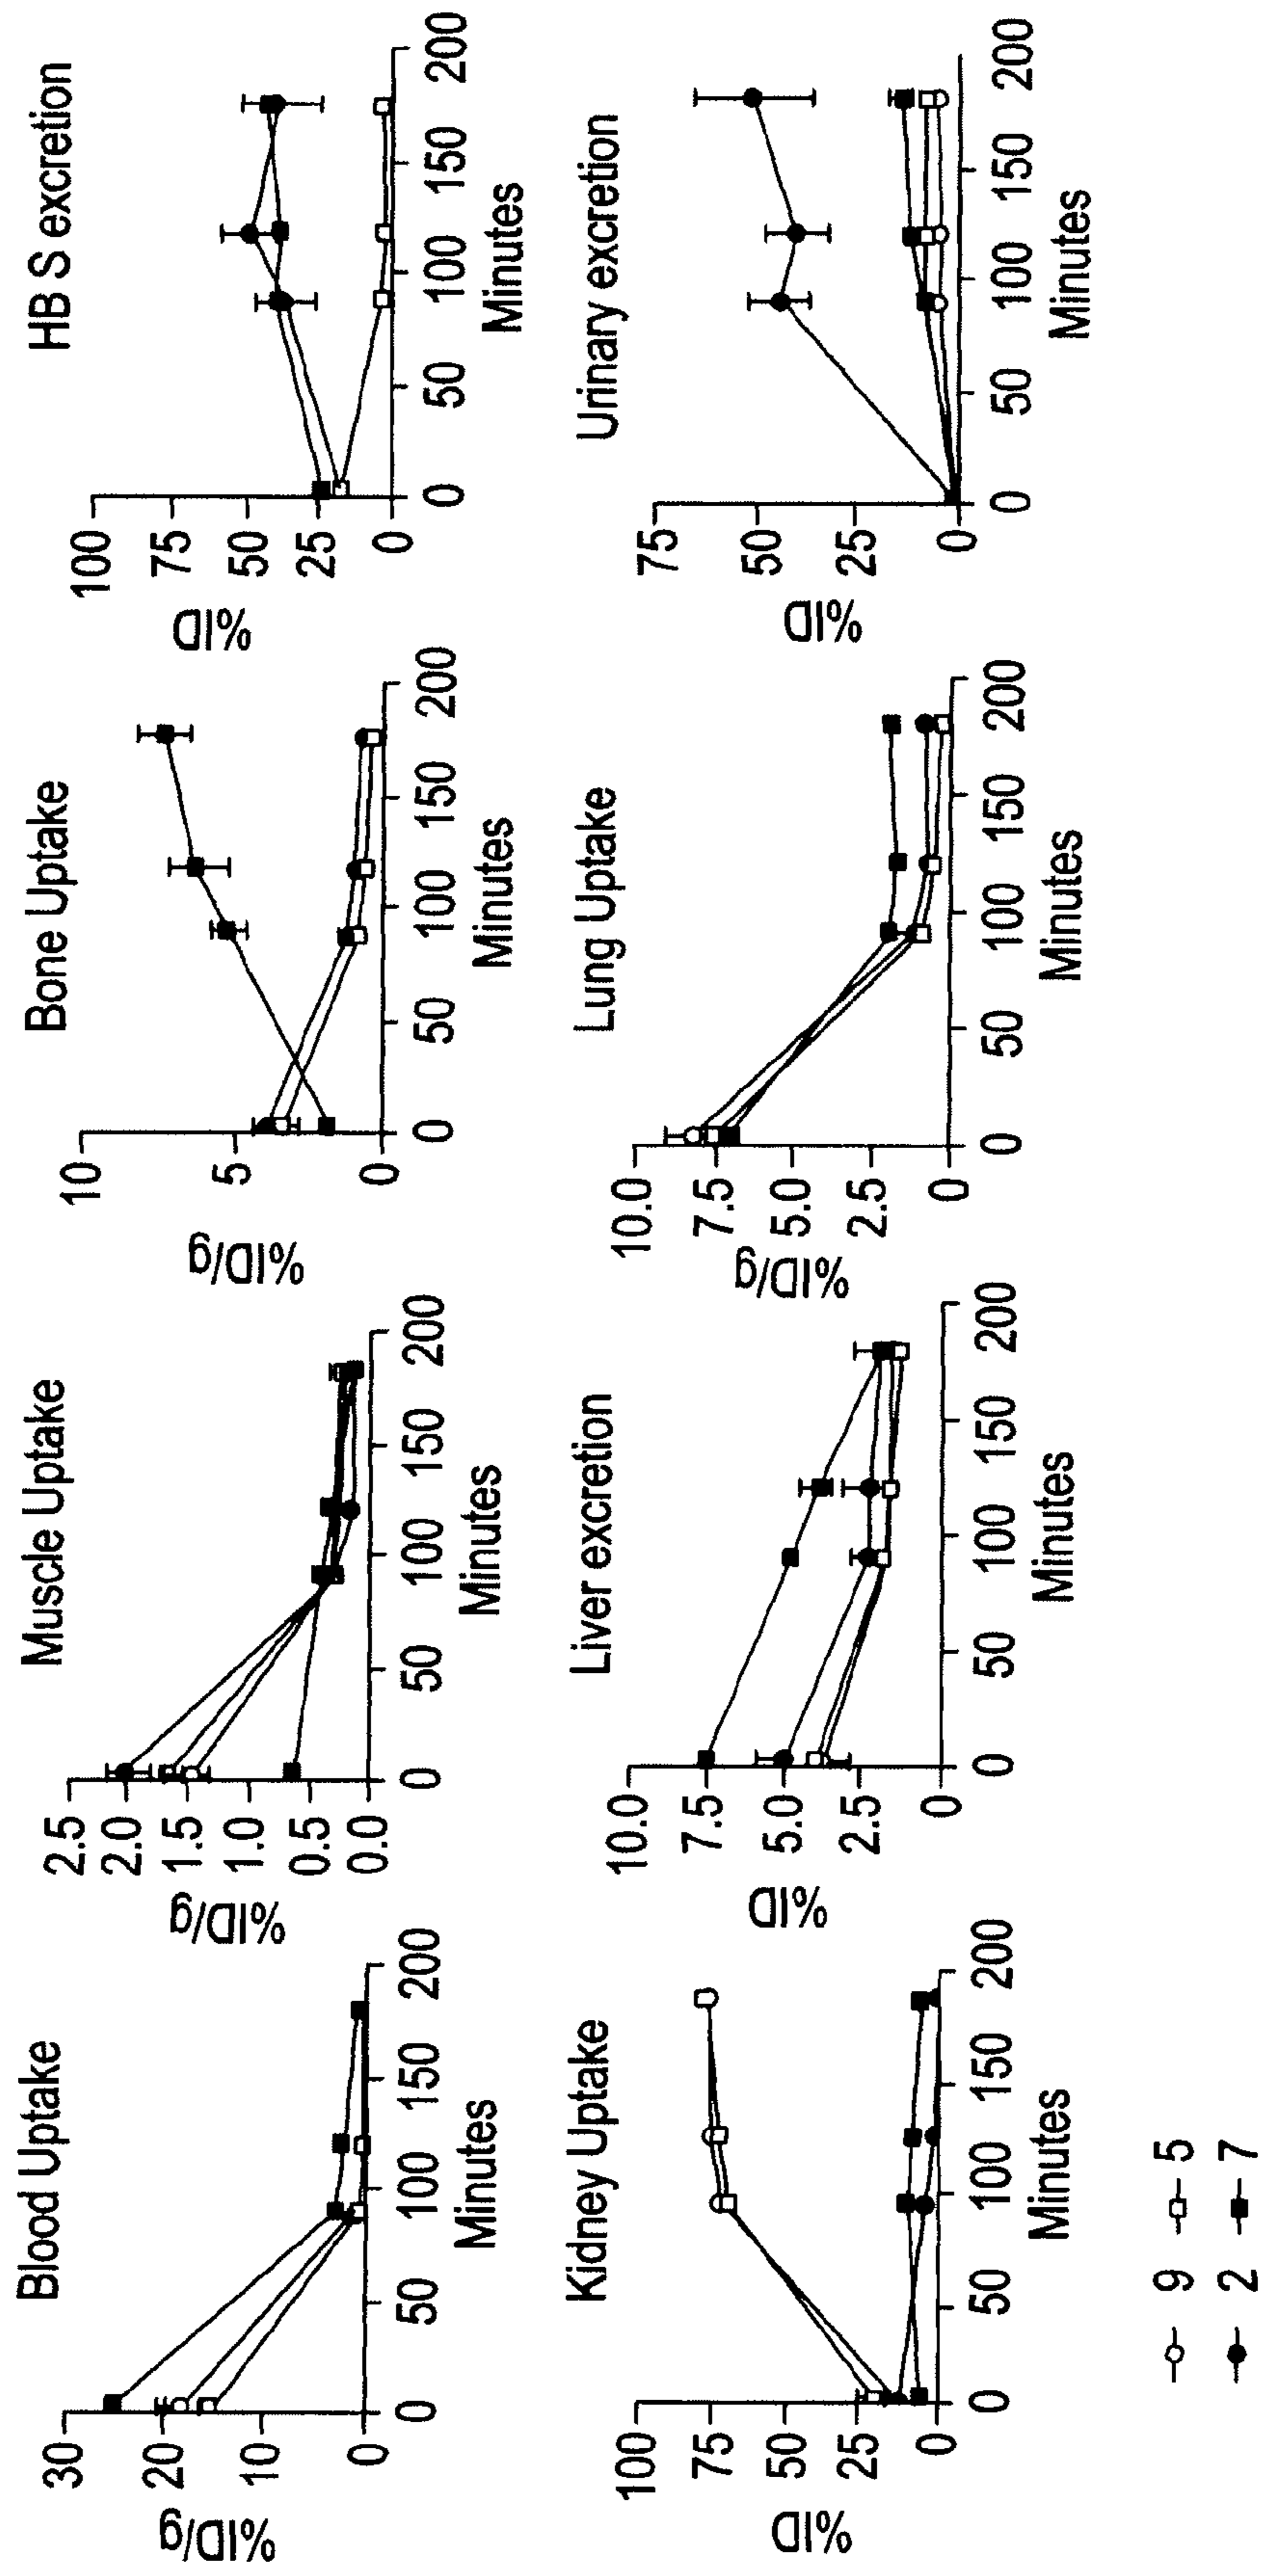 Blood Uptake
%ID/g
30
20
10
0
0 50 100 150 200
Minutes
Muscle Uptake
%ID/g
2.5
2.0
1.5
1.0
0.5
0.0
0 50 100 150 200
Minutes
Bone Uptake
%ID/g
10
5
0
0 50 100 150 200
Minutes
HB S excretion
%ID
100
75
50
25
0
0 50 100 150 200
Minutes
Kidney Uptake
%ID
100
75
50
25
0
0 50 100 150 200
Minutes
Liver excretion
%ID
10.0
7.5
5.0
2.5
0
0 50 100 150 200
Minutes
Lung Uptake
%ID/g
10.0
7.5
5.0
2.5
0
0 50 100 150 200
Minutes
Urinary excretion
%ID
75
50
25
0
0 50 100 150 200
Minutes
9 5
2 7